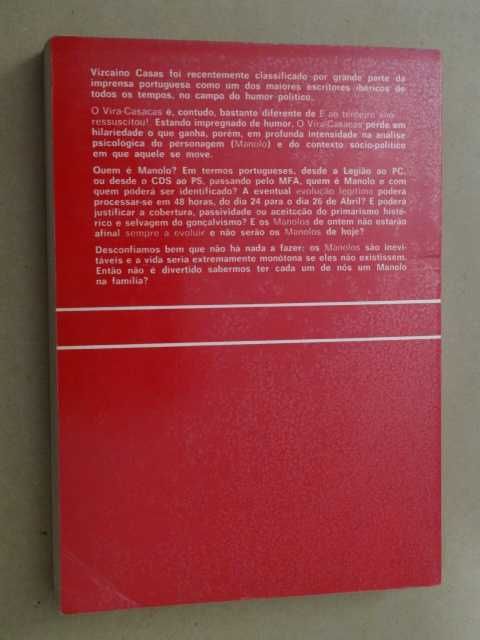 Vizcaino Casas foi recentemente classificado por grande parte da
imprensa portuguesa como um dos maiores escritores ibéricos de
todos os tempos, no campo do humor político.
O Vira-Casacas é, contudo, bastante diferente de E ao terceiro ano
ressuscitou!. Estando impregnado de humor, O Vira-Casacas perde em
hilariedade o que ganha, porém, em profunda intensidade na análise
psicológica do personagem (Manolo) e do contexto sócio-político
em que aquele se move.
Quem é Manolo? Em termos portugueses, desde a Legião ao PC,
ou desde o CDS ao PS, passando pelo MFA, quem é Manolo e com
quem poderá ser identificado? A eventual evolução legítima poderá
processar-se em 48 horas, do dia 24 para o dia 26 de Abril? E poderá
justificar a cobertura, passividade ou aceitcção do primarismo histé-
rico e selvagem do gonçalvismo? E os Manolos de ontem não estarão
afinal sempre a evoluir e não serão os Manolos de hoje?
Desconfiamos bem que não há nada a fazer: os Manolos são inevi-
táveis e a vida seria extremamente monótona se eles não existissem.
Então não é divertido sabermos ter cada um de nós um Manolo
na família?